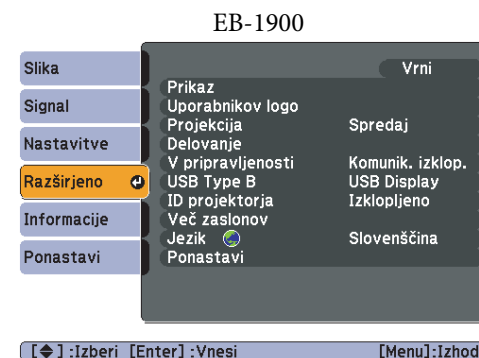 EB-1900
Slika
Signal
Nastavitve
Razširjeno
Informacije
Ponastavi
Vrni
Prikaz
Uporabnikov logo
Projekcija Spredaj
Delovanje
V pripravljenosti Komunik. izklop.
USB Type B USB Display
ID projektorja Izklopljeno
Več zaslonov
Jezik Slovenščina
Ponastavi
[◆] :Izberi [Enter] :Vnesi [Menu]:Izhod